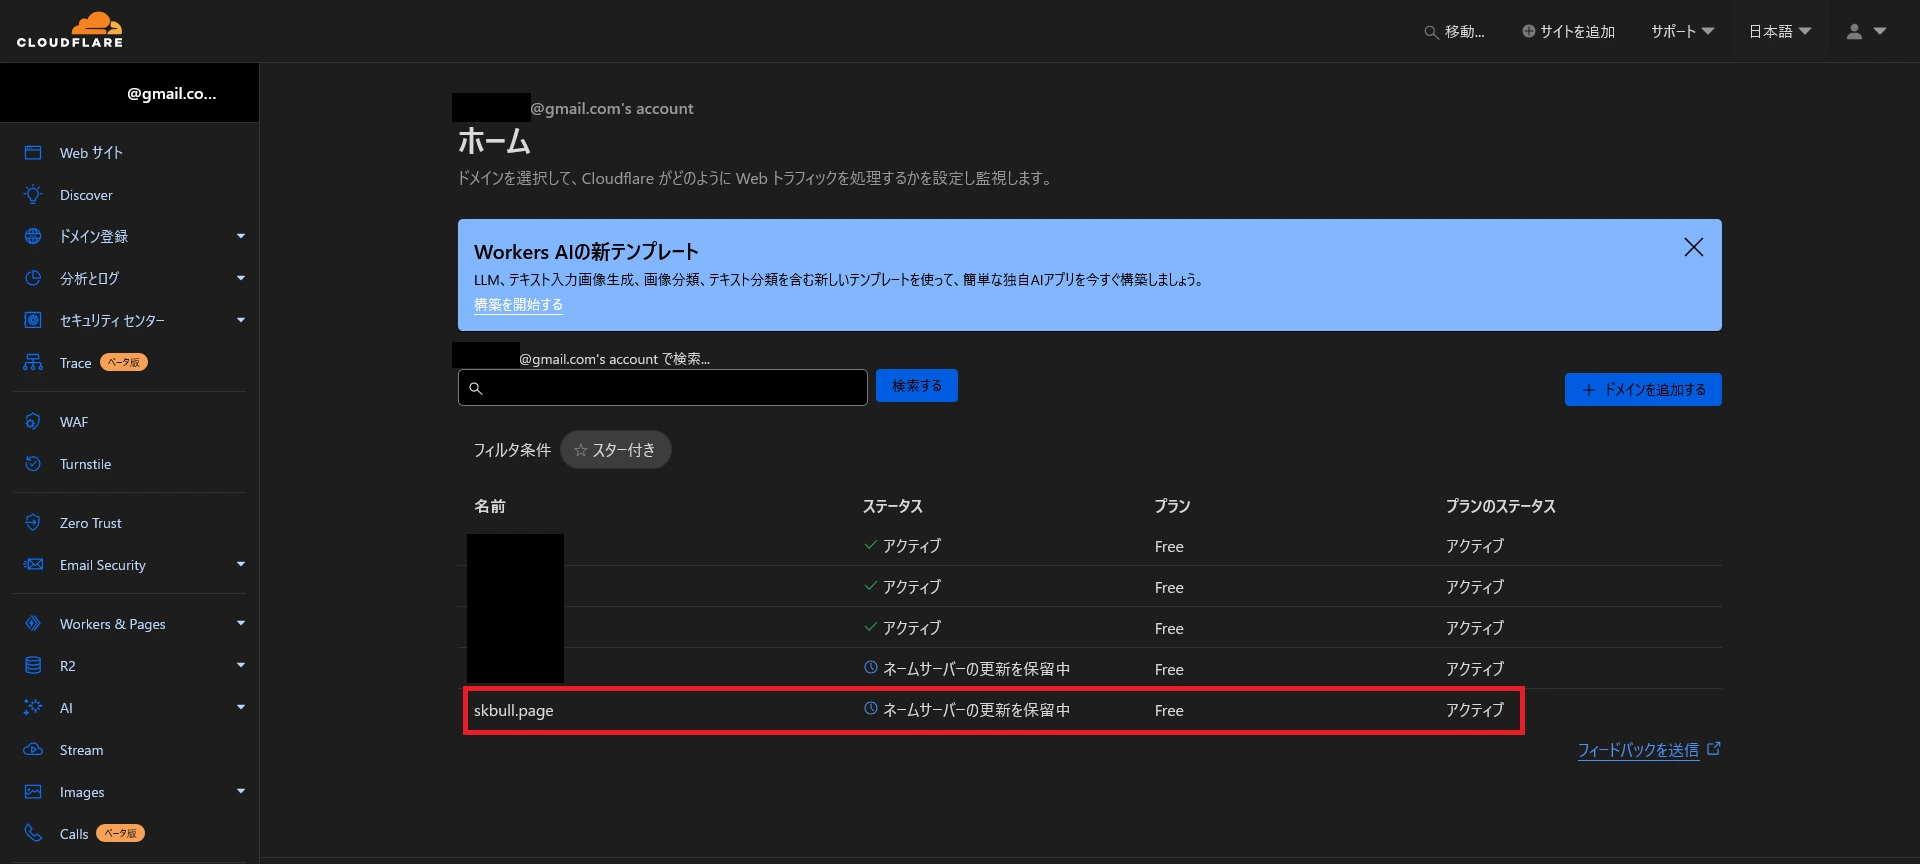 CLOUDFLARE
移動...
サイトを追加
サポート
日本語
@gmail.co...
Web サイト
Discover
ドメイン登録
分析とログ
セキュリティ センター
Trace ベータ版
WAF
Turnstile
Zero Trust
Email Security
Workers & Pages
R2
AI
Stream
Images
Calls ベータ版
@gmail.com's account
ホーム
ドメインを選択して、Cloudflare がどのように Web トラフィックを処理するかを設定し監視します。
Workers AIの新テンプレート
LLM、テキスト入力画像生成、画像分類、テキスト分類を含む新しいテンプレートを使って、簡単な独自AIアプリを今すぐ構築しましょう。
構築を開始する
@gmail.com's account で検索...
検索する
+ ドメインを追加する
フィルタ条件 ☆ スター付き
名前 ステータス プラン プランのステータス
アクティブ Free アクティブ
アクティブ Free アクティブ
アクティブ Free アクティブ
ネームサーバーの更新を保留中 Free アクティブ
skbull.page ネームサーバーの更新を保留中 Free アクティブ
フィードバックを送信